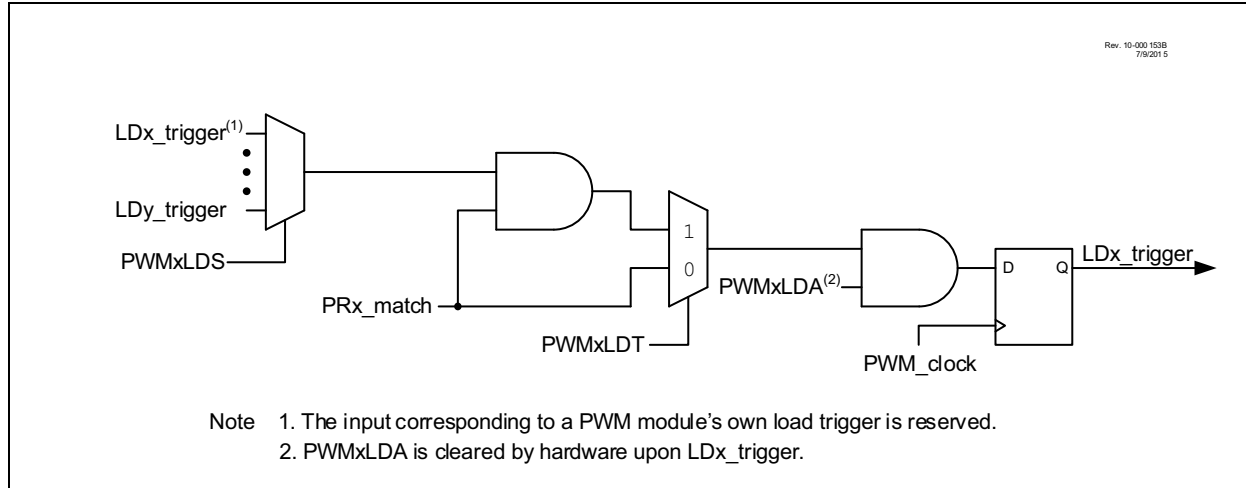 Rev. 10-000 153B
7/9/201 5
LDx_trigger(1)
LDy_trigger
PWMxLDS
PRx_match
1
0
PWMxLDT
PWMxLDA(2)
D Q
LDx_trigger
PWM_clock
Note 1. The input corresponding to a PWM module's own load trigger is reserved.
2. PWMxLDA is cleared by hardware upon LDx_trigger.